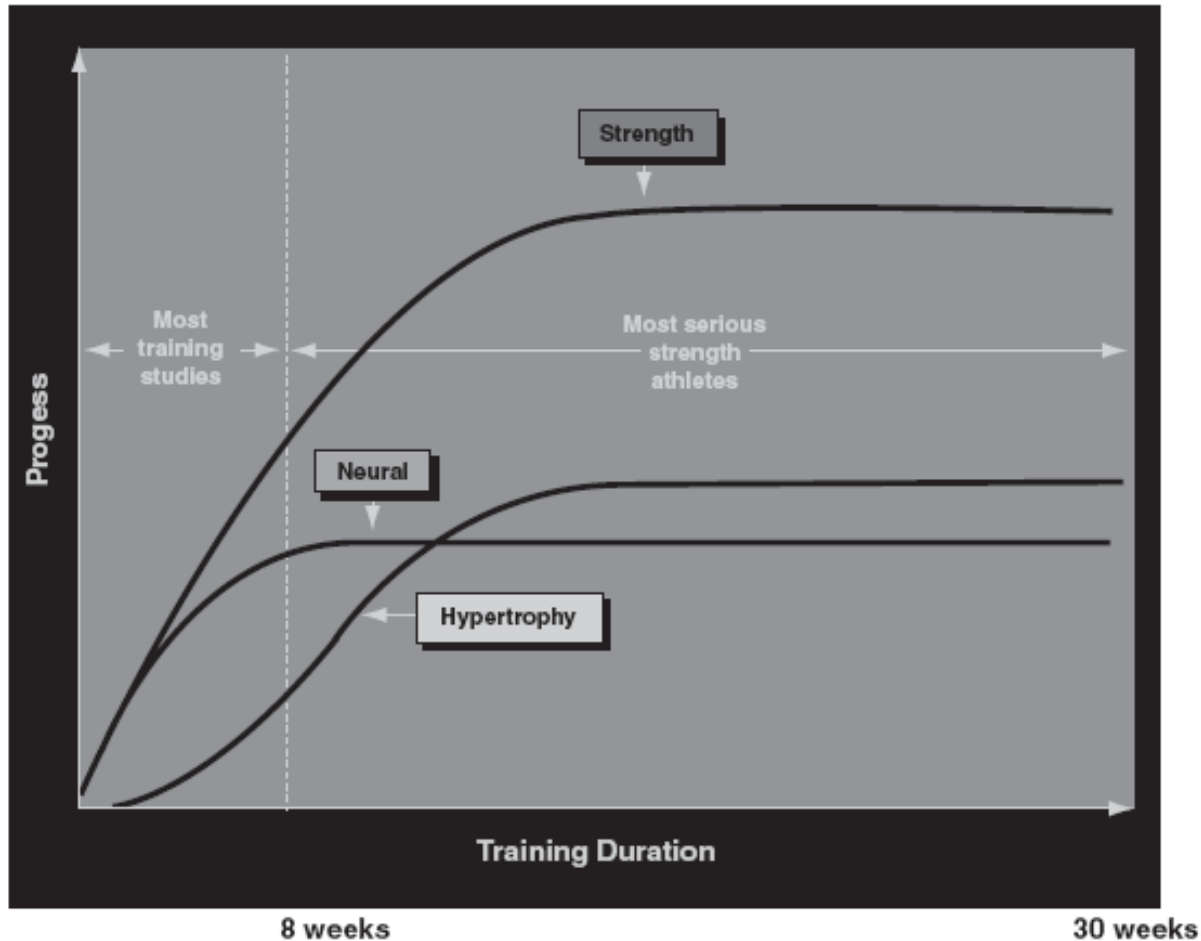 Strength
Most
training
studies
Most serious
strength
athletes
Progess
Neural
Hypertrophy
Training Duration
8 weeks
30 weeks